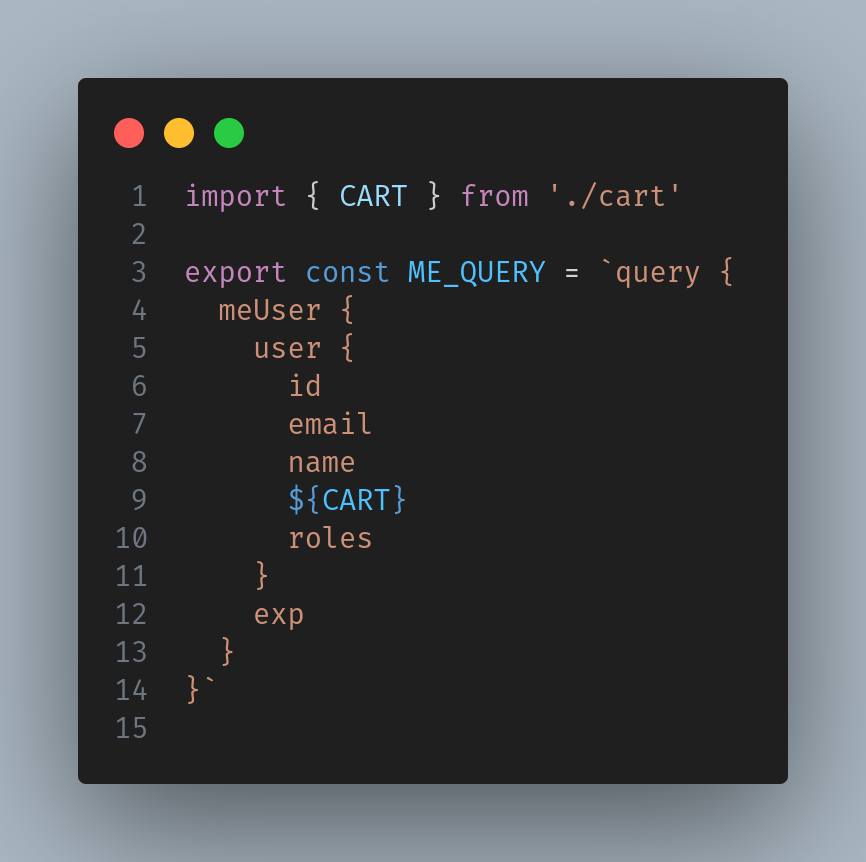 1 import { CART } from './cart'
2
3 export const ME_QUERY = `query {
4   meUser {
5     user {
6       id
7       email
8       name
9       ${CART}
10       roles
11     }
12     exp
13   }
14 }`
15